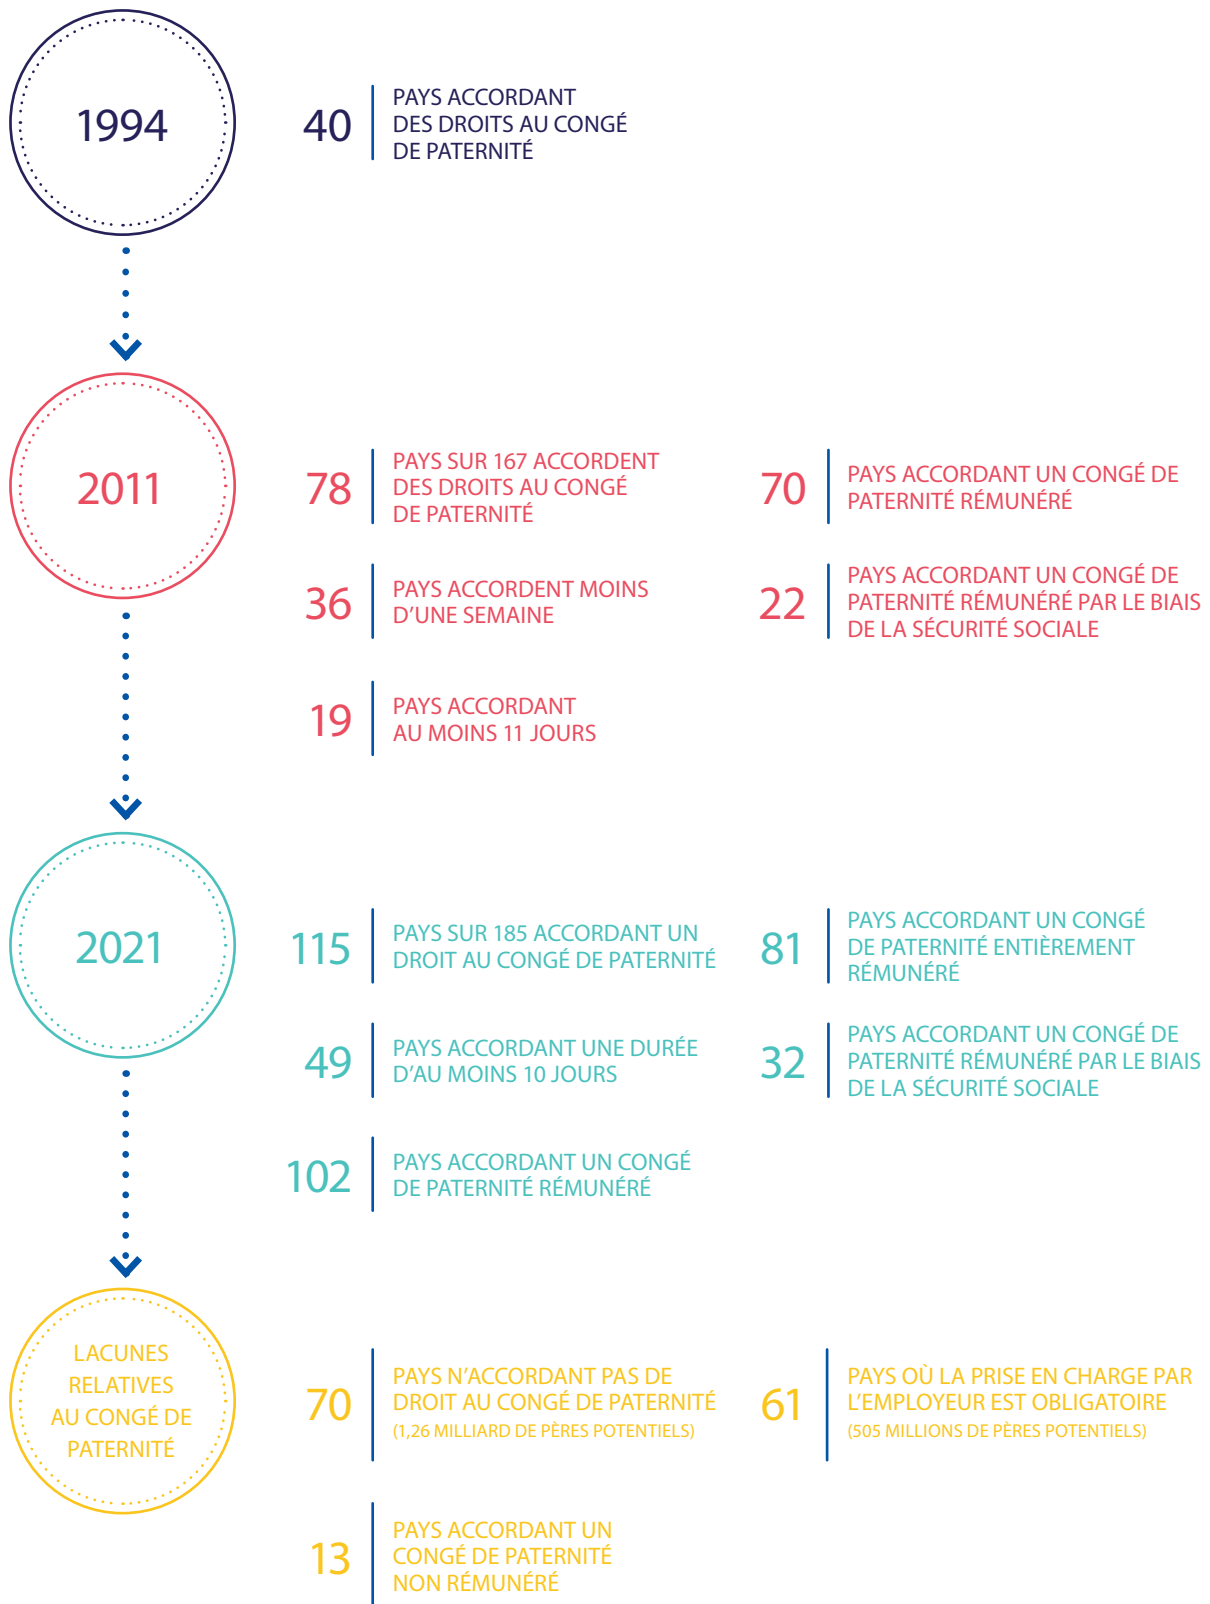 1994
40
PAYS ACCORDANT
DES DROITS AU CONGÉ
DE PATERNITÉ
2011
78
PAYS SUR 167 ACCORDENT
DES DROITS AU CONGÉ
DE PATERNITÉ
70
PAYS ACCORDANT UN CONGÉ DE
PATERNITÉ RÉMUNÉRÉ
36
PAYS ACCORDENT MOINS
D’UNE SEMAINE
22
PAYS ACCORDANT UN CONGÉ DE
PATERNITÉ RÉMUNÉRÉ PAR LE BIAIS
DE LA SÉCURITÉ SOCIALE
19
PAYS ACCORDANT
AU MOINS 11 JOURS
2021
115
PAYS SUR 185 ACCORDANT UN
DROIT AU CONGÉ DE PATERNITÉ
81
PAYS ACCORDANT UN CONGÉ
DE PATERNITÉ ENTIÈREMENT
RÉMUNÉRÉ
49
PAYS ACCORDANT UNE DURÉE
D’AU MOINS 10 JOURS
32
PAYS ACCORDANT UN CONGÉ DE
PATERNITÉ RÉMUNÉRÉ PAR LE BIAIS
DE LA SÉCURITÉ SOCIALE
102
PAYS ACCORDANT UN CONGÉ
DE PATERNITÉ RÉMUNÉRÉ
LACUNES
RELATIVES
AU CONGÉ DE
PATERNITÉ
70
PAYS N’ACCORDANT PAS DE
DROIT AU CONGÉ DE PATERNITÉ
(1,26 MILLIARD DE PÈRES POTENTIELS)
61
PAYS OÙ LA PRISE EN CHARGE PAR
L’EMPLOYEUR EST OBLIGATOIRE
(505 MILLIONS DE PÈRES POTENTIELS)
13
PAYS ACCORDANT UN
CONGÉ DE PATERNITÉ
NON RÉMUNÉRÉ